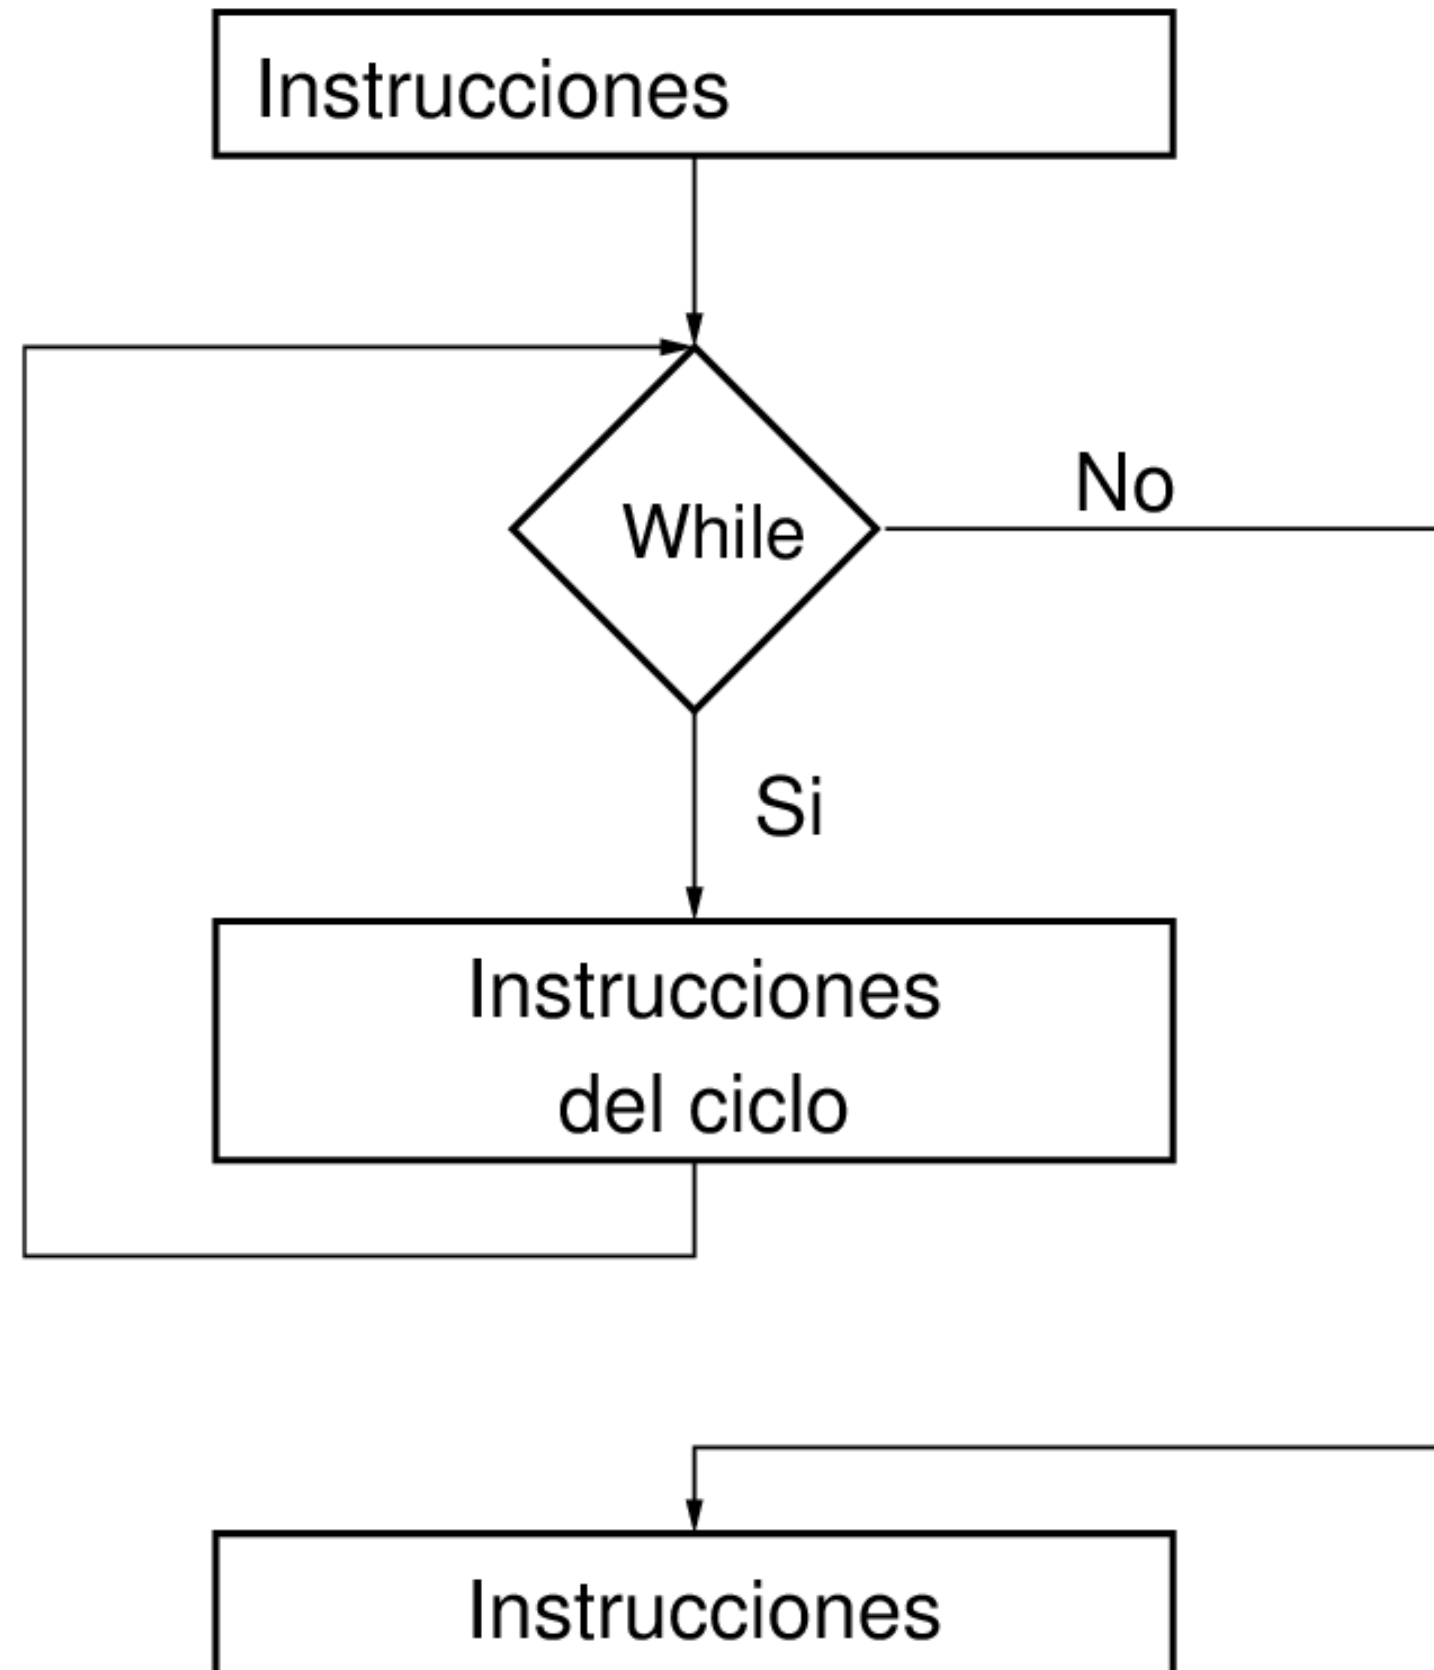 Instrucciones
While
No
Si
Instrucciones
del ciclo
Instrucciones